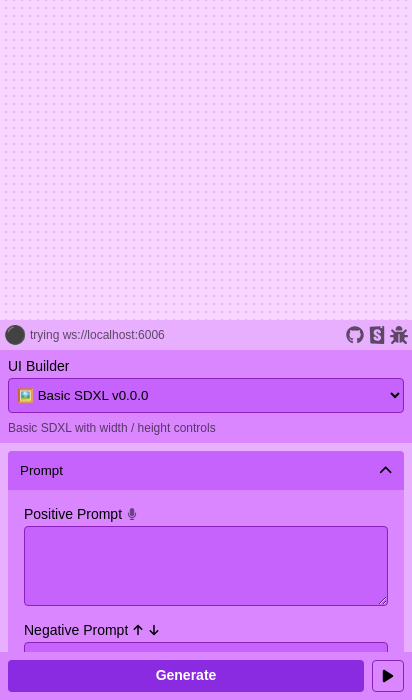 trying ws://localhost:6006
UI Builder
🖼️ Basic SDXL v0.0.0
Basic SDXL with width / height controls
Prompt
Positive Prompt
Negative Prompt
Generate